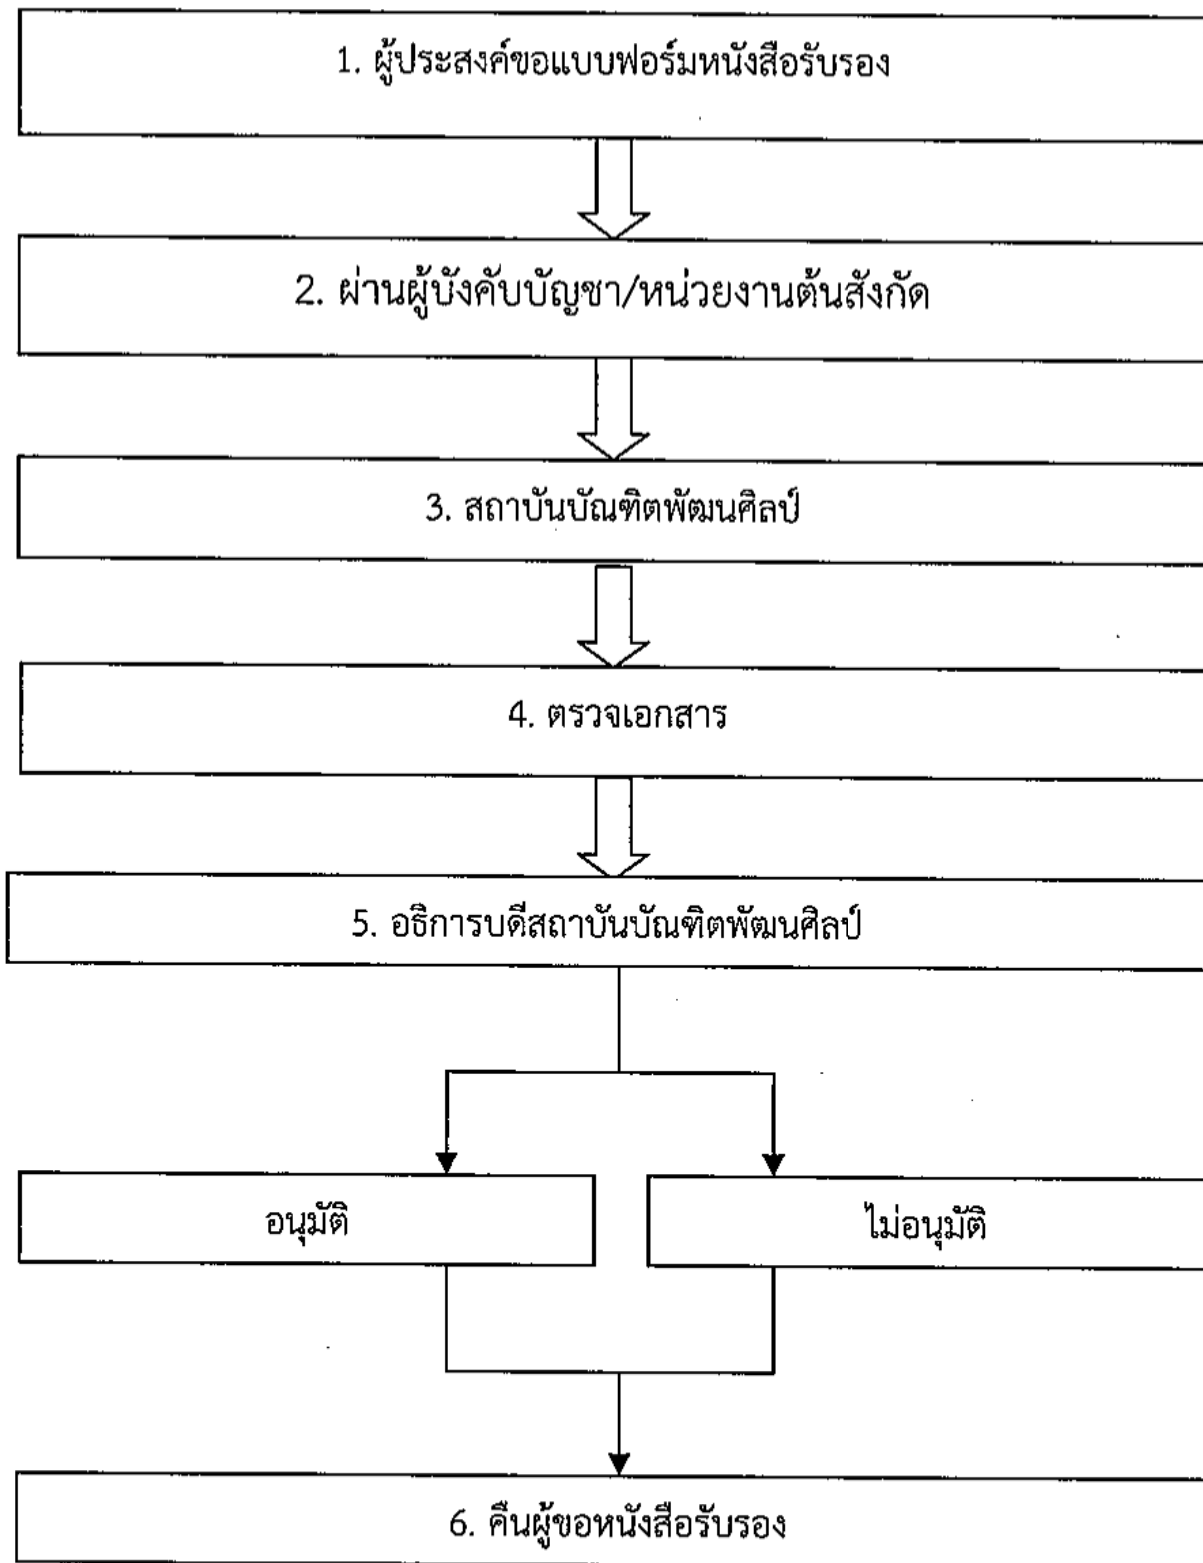 1. ผู้ประสงค์ขอแบบฟอร์มหนังสือรับรอง
2. ผ่านผู้บังคับบัญชา/หน่วยงานต้นสังกัด
3. สถาบันบัณฑิตพัฒนศิลป์
4. ตรวจเอกสาร
5. อธิการบดีสถาบันบัณฑิตพัฒนศิลป์
อนุมัติ
ไม่อนุมัติ
6. คืนผู้ขอหนังสือรับรอง